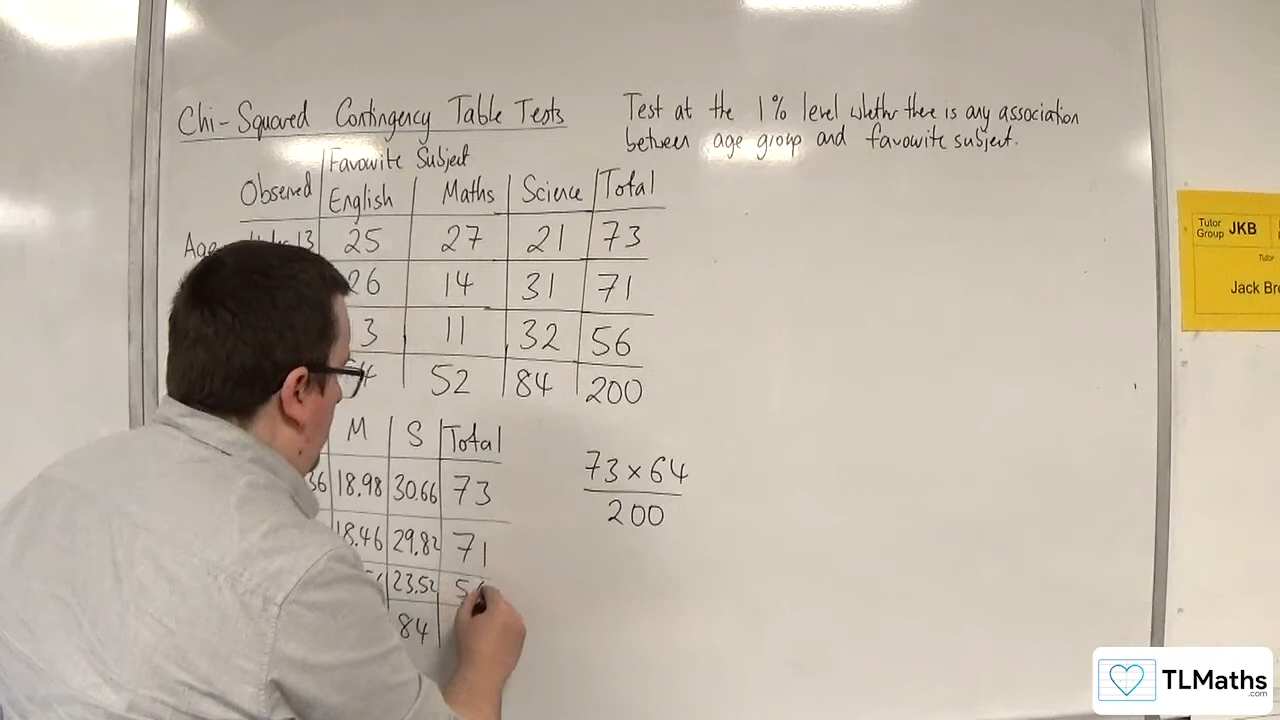 Chi-Squared Contingency Table Tests
Test at the 1% level whether there is any association
between age group and favourite subject.
Favourite Subject
Observed English Maths Science Total
Age 13 25 27 21 73
26 14 31 71
3 11 32 56
52 84 200
M S Total
36 18.98 30.66 73
18.46 29.82 71
23.52
84
73 × 64
200
Tutor
Group JKB
Tutor
Jack Bro
TLMaths
.com